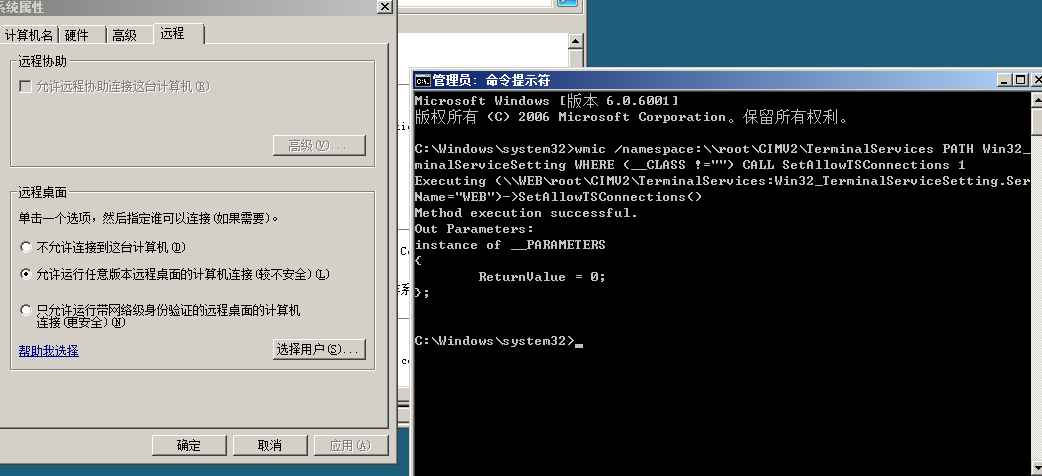 系统属性
计算机名 硬件 高级 远程
远程协助
允许远程协助连接这台计算机(R)
高级(V)...
远程桌面
单击一个选项，然后指定谁可以连接(如果需要)。
不允许连接到这台计算机(D)
允许运行任意版本远程桌面的计算机连接(较不安全)(L)
只允许运行带网络级身份验证的远程桌面的计算机
连接(更安全)(N)
帮助我选择
选择用户(S)...
确定 取消 应用(A)
管理员: 命令提示符
Microsoft Windows [版本 6.0.6001]
版权所有 (C) 2006 Microsoft Corporation。保留所有权利。
C:\Windows\system32>wmic /namespace:\\root\CIMV2\TerminalServices PATH Win32_
minalServiceSetting WHERE (__CLASS !="") CALL SetAllowTSConnections 1
Executing (\\WEB\root\CIMV2\TerminalServices:Win32_TerminalServiceSetting.Ser
Name="WEB")->SetAllowTSConnections()
Method execution successful.
Out Parameters:
instance of __PARAMETERS
{
ReturnValue = 0;
};
C:\Windows\system32>_